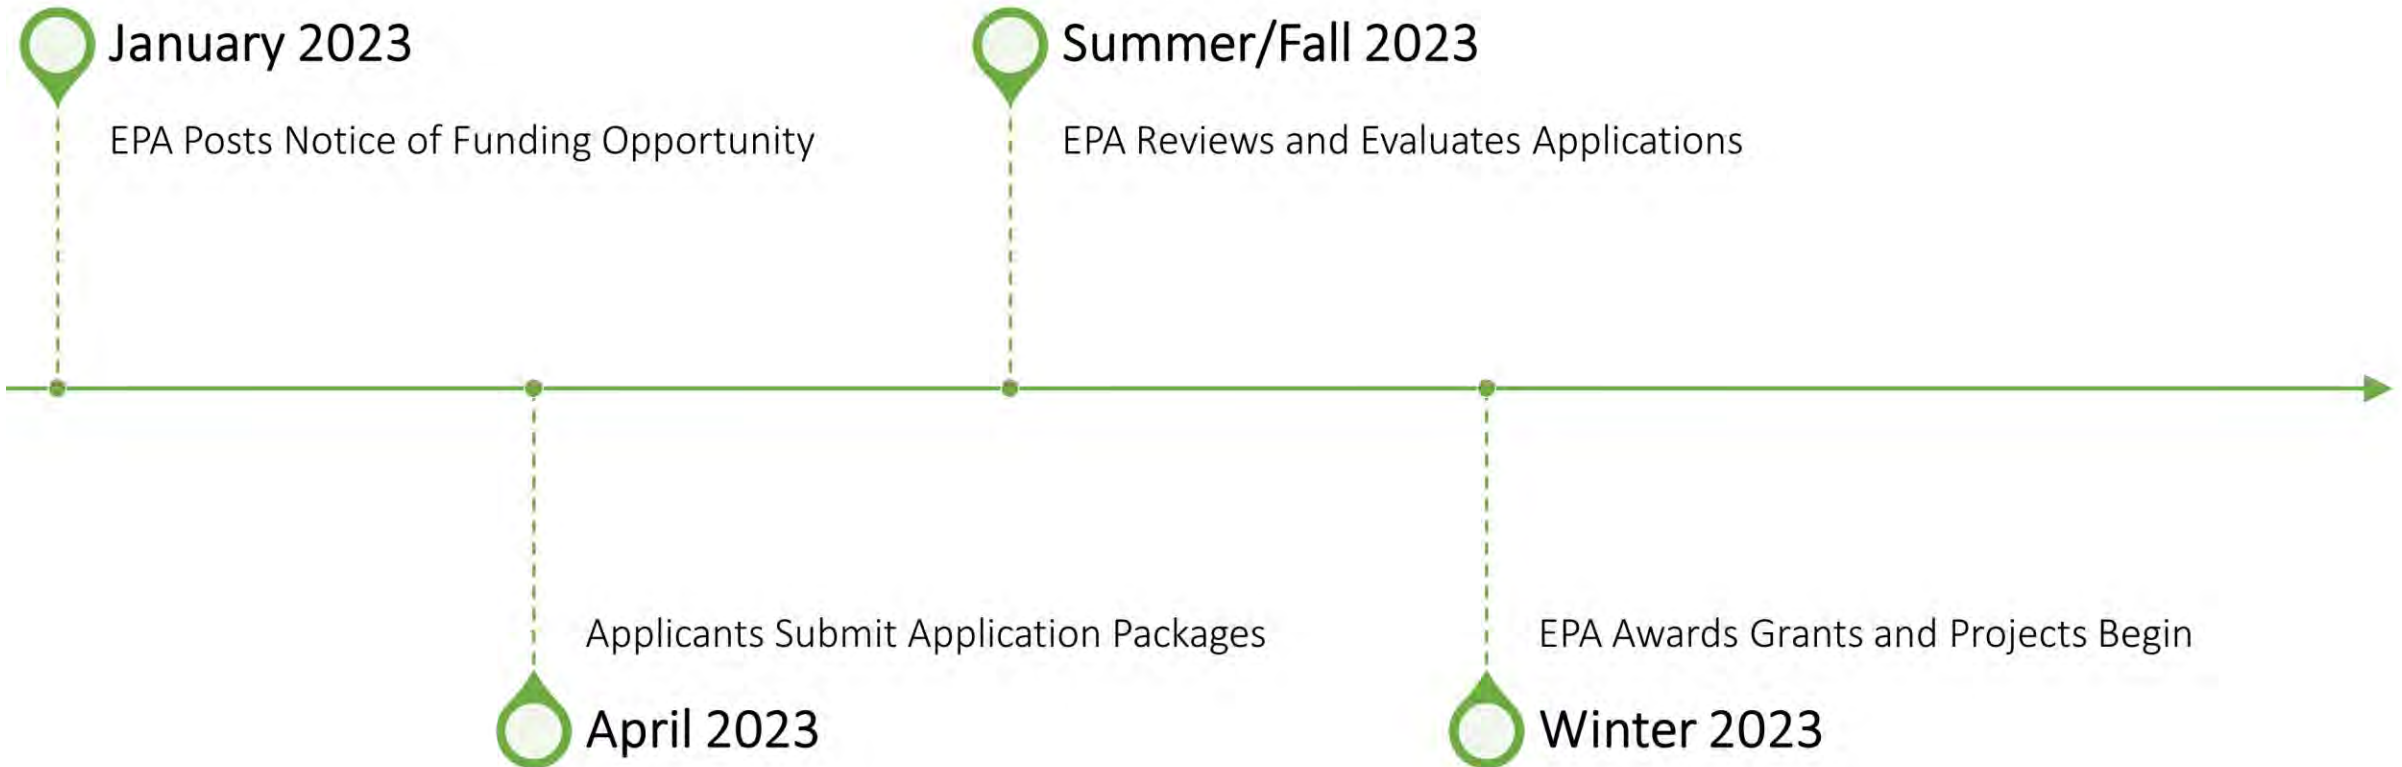 January 2023
EPA Posts Notice of Funding Opportunity
Summer/Fall 2023
EPA Reviews and Evaluates Applications
Applicants Submit Application Packages
April 2023
EPA Awards Grants and Projects Begin
Winter 2023